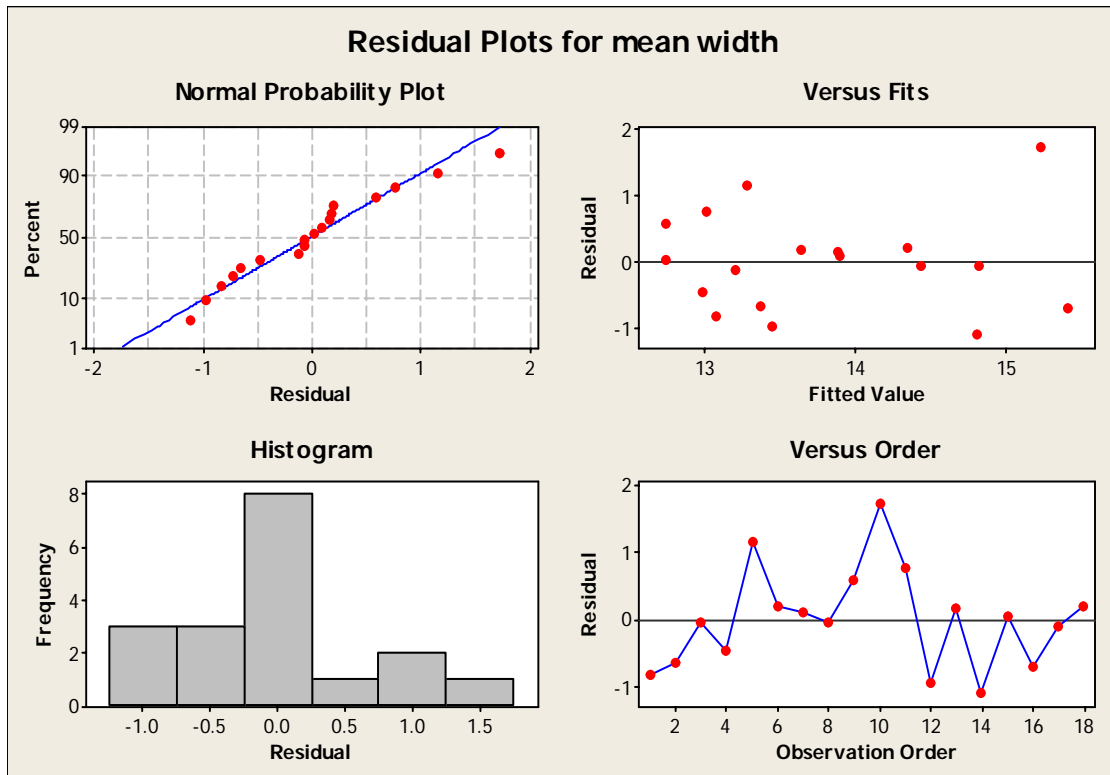 Residual Plots for mean width
Normal Probability Plot
99
90
50
10
1
Percent
-2 -1 0 1 2
Residual
Versus Fits
2
1
0
-1
Residual
13 14 15
Fitted Value
Histogram
8
6
4
2
0
Frequency
-1.0 -0.5 0.0 0.5 1.0 1.5
Residual
Versus Order
2
1
0
-1
Residual
2 4 6 8 10 12 14 16 18
Observation Order